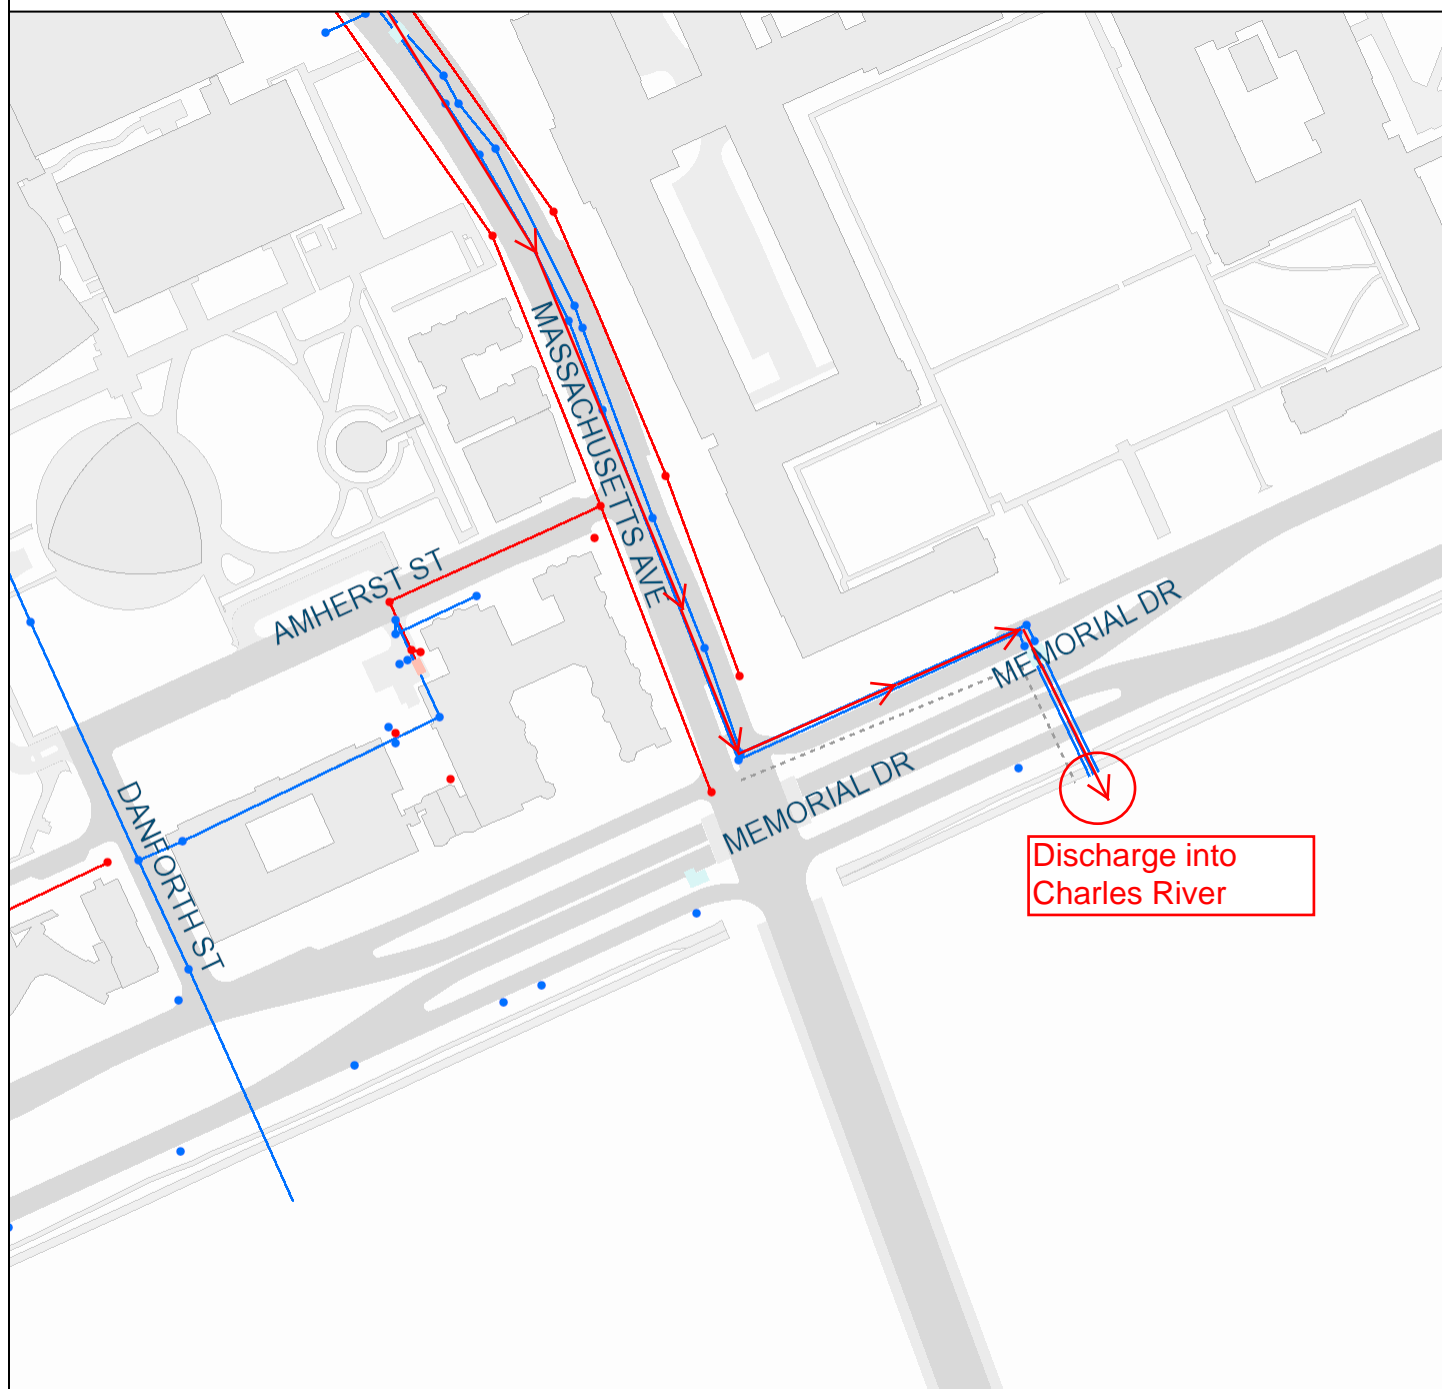 MASSACHUSETTS AVE
AMHERST ST
MEMORIAL DR
MEMORIAL DR
DANFORTH ST
Discharge into
Charles River